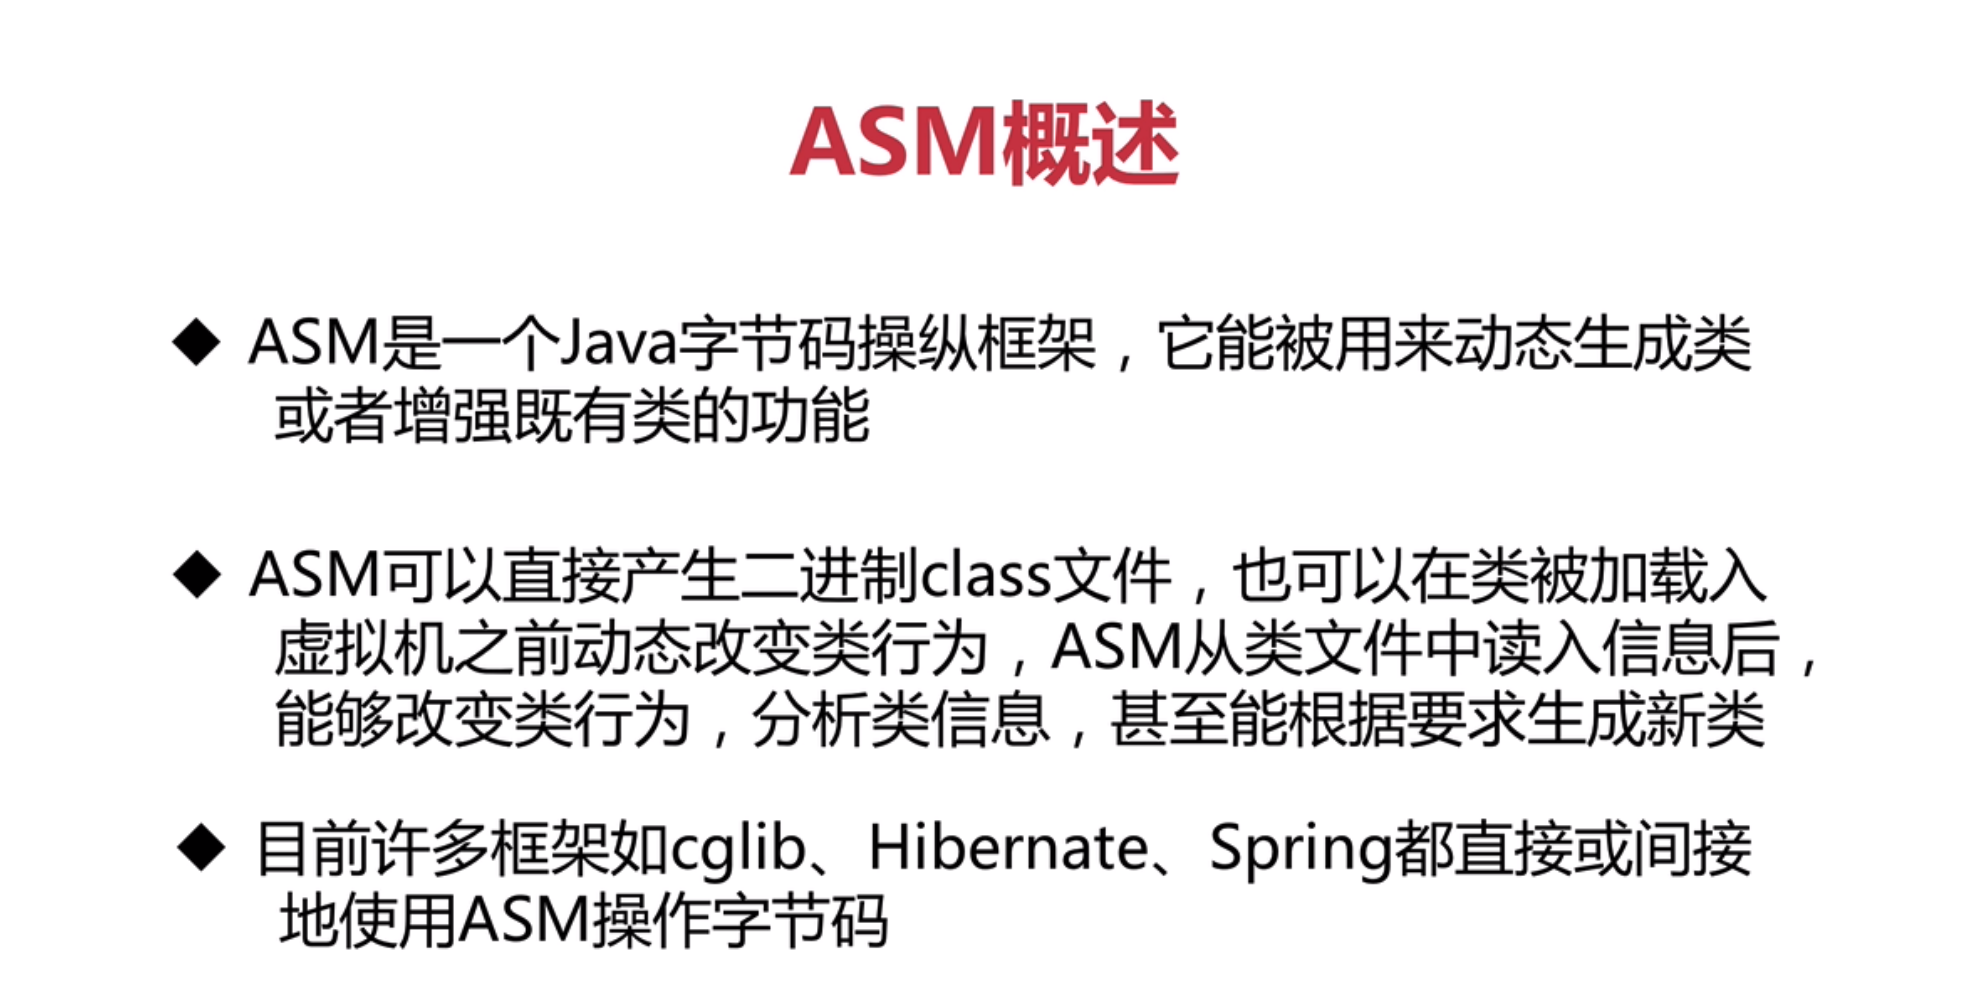 ASM概述
◆ ASM是一个Java字节码操纵框架，它能被用来动态生成类
或者增强既有类的功能
◆ ASM可以直接产生二进制class文件，也可以在类被加载入
虚拟机之前动态改变类行为，ASM从类文件中读入信息后，
能够改变类行为，分析类信息，甚至能根据要求生成新类
◆ 目前许多框架如cglib、Hibernate、Spring都直接或间接
地使用ASM操作字节码